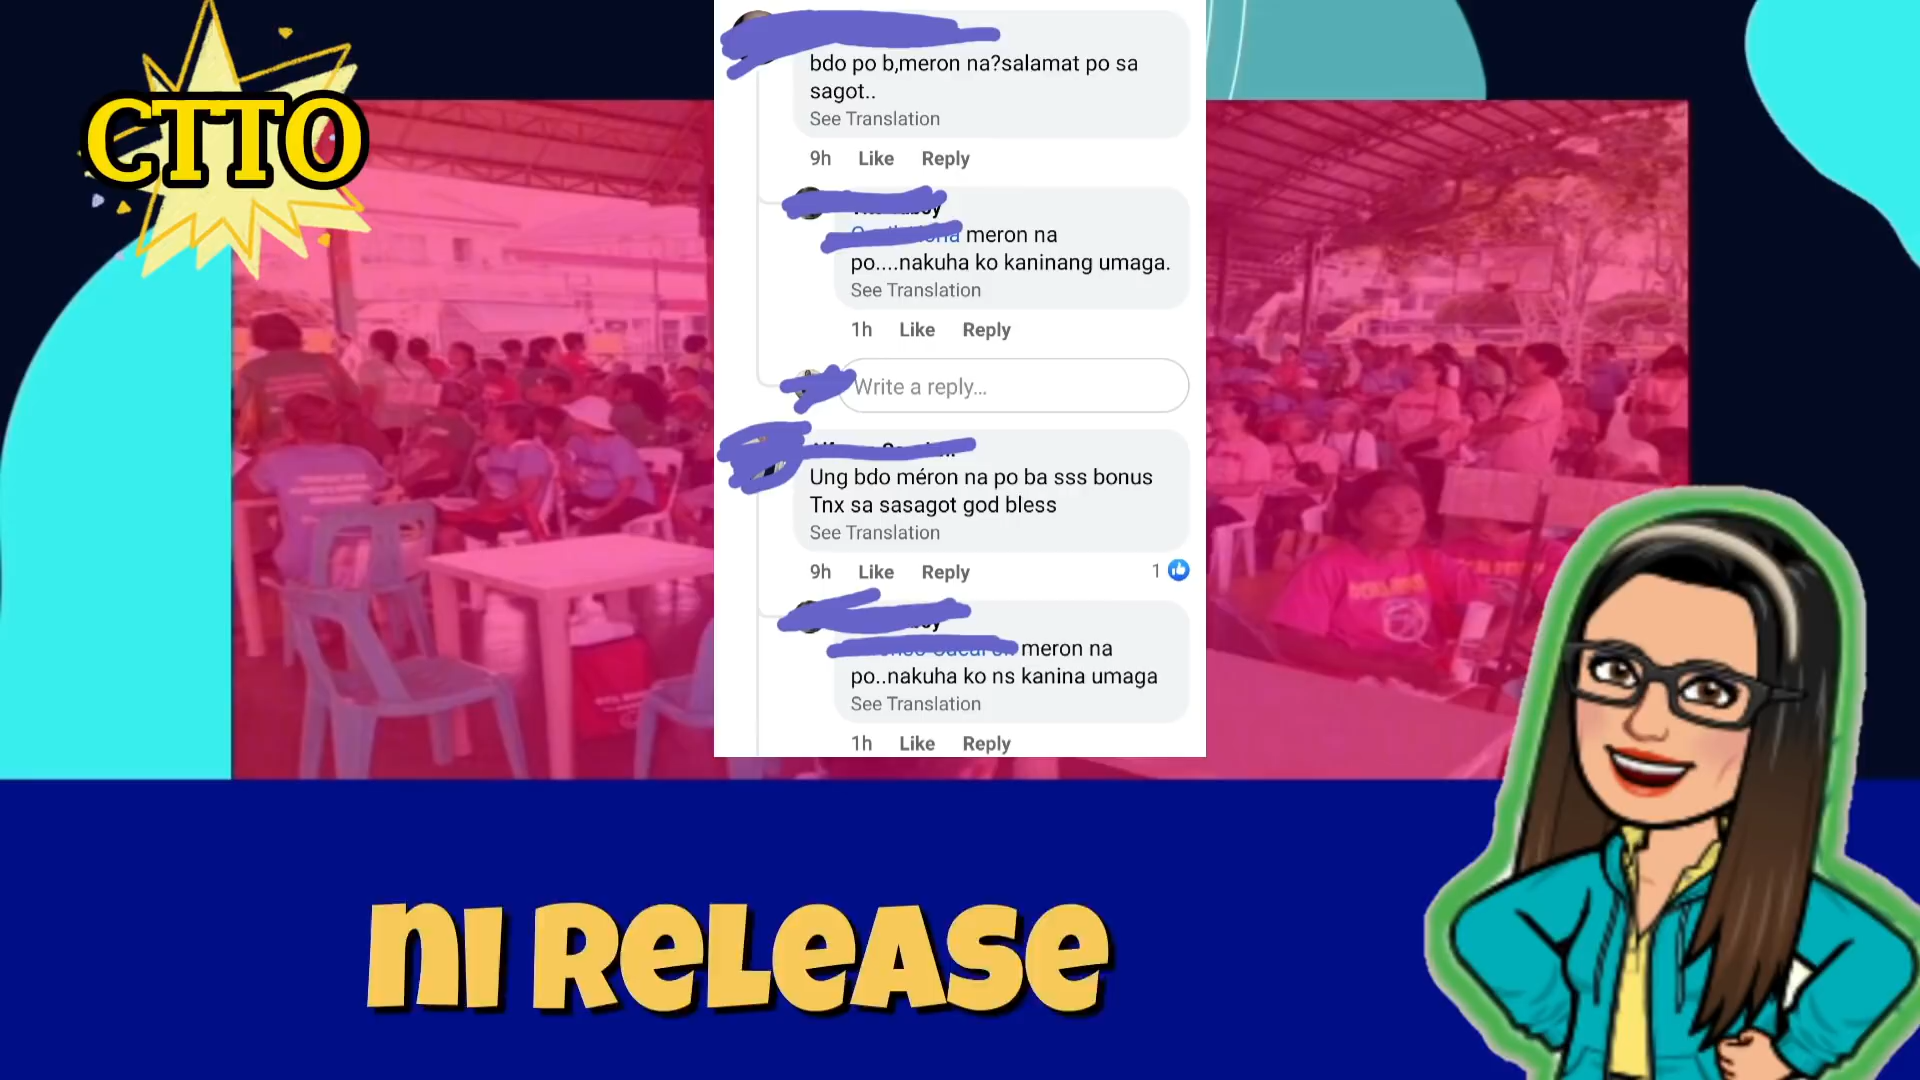 CTTO
bdo po b,meron na?salamat po sa
sagot..
See Translation
9h Like Reply
meron na
po....nakuha ko kaninang umaga.
See Translation
1h Like Reply
Write a reply...
Ung bdo méron na po ba sss bonus
Tnx sa sasagot god bless
See Translation
9h Like Reply 1
meron na
po..nakuha ko ns kanina umaga
See Translation
1h Like Reply
ni Release